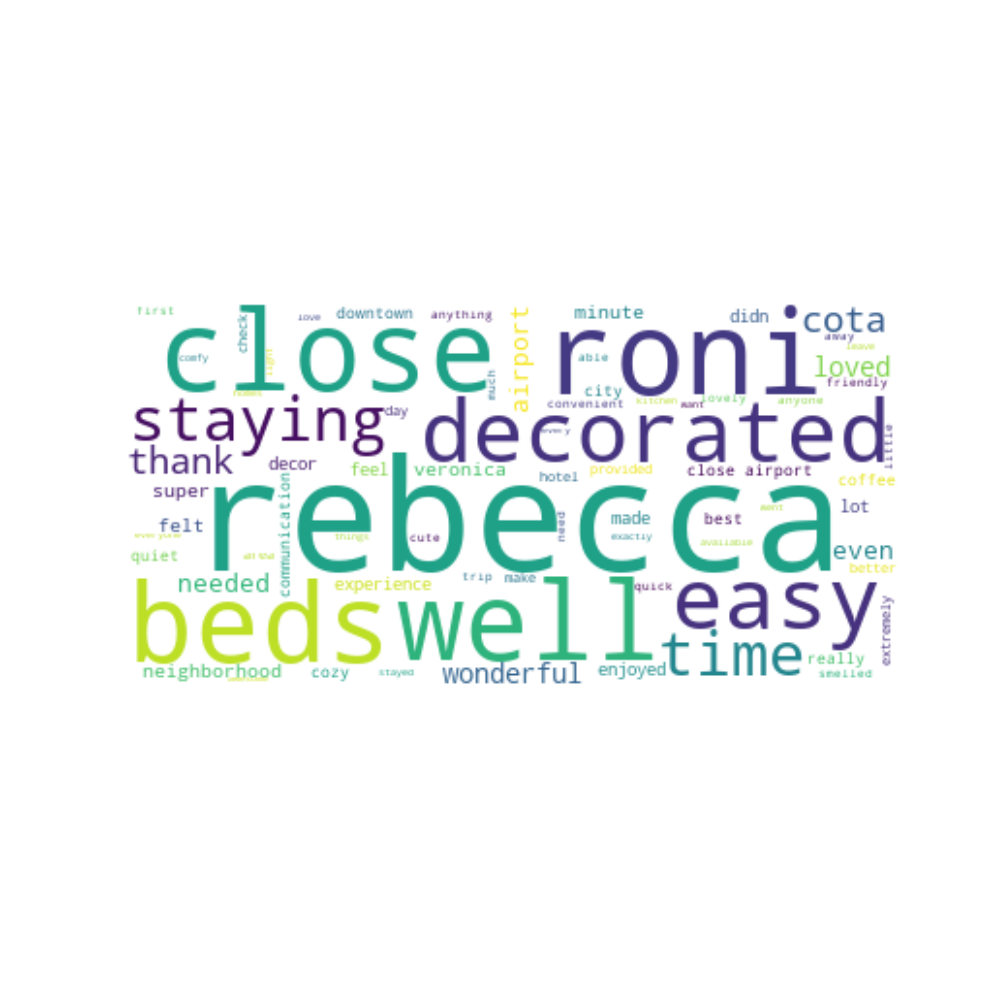 first
love
downtown
anything
airport
minute
didn
cota
close
check
roni
away
leave
comfy
light
able
loved
much
city
friendly
staying
day
convenient
kitchen
want
lovely
anyone
decorated
every
little
thank
decor
feel
veronica
hotel
provided
close airport
coffee
super
rebecca
communication
felt
need
made
best
went
lot
everyone
quiet
things
cute
exactly
available
even
better
needed
experience
trip
make
quick
beds
well
easy
extremely
time
neighborhood
cozy
stayed
wonderful
enjoyed
really
smelled